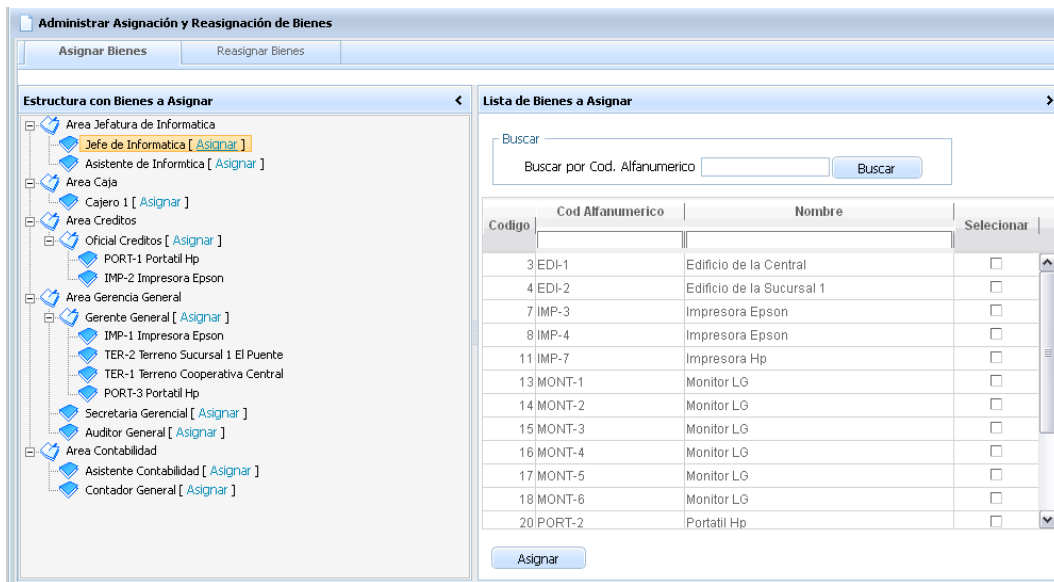 Administrar Asignación y Reasignación de Bienes
Asignar Bienes Reasignar Bienes
Estructura con Bienes a Asignar
Area Jefatura de Informatica
Jefe de Informatica [ Asignar ]
Asistente de Informtica [ Asignar ]
Area Caja
Cajero 1 [ Asignar ]
Area Creditos
Oficial Creditos [ Asignar ]
PORT-1 Portatil Hp
IMP-2 Impresora Epson
Area Gerencia General
Gerente General [ Asignar ]
IMP-1 Impresora Epson
TER-2 Terreno Sucursal 1 El Puente
TER-1 Terreno Cooperativa Central
PORT-3 Portatil Hp
Secretaria Gerencial [ Asignar ]
Auditor General [ Asignar ]
Area Contabilidad
Asistente Contabilidad [ Asignar ]
Contador General [ Asignar ]
Lista de Bienes a Asignar
Buscar
Buscar por Cod. Alfanumerico Buscar
Codigo Cod Alfanumerico Nombre Selecionar
3 EDI-1 Edificio de la Central
4 EDI-2 Edificio de la Sucursal 1
7 IMP-3 Impresora Epson
8 IMP-4 Impresora Epson
11 IMP-7 Impresora Hp
13 MONT-1 Monitor LG
14 MONT-2 Monitor LG
15 MONT-3 Monitor LG
16 MONT-4 Monitor LG
17 MONT-5 Monitor LG
18 MONT-6 Monitor LG
20 PORT-2 Portatil Hp
Asignar